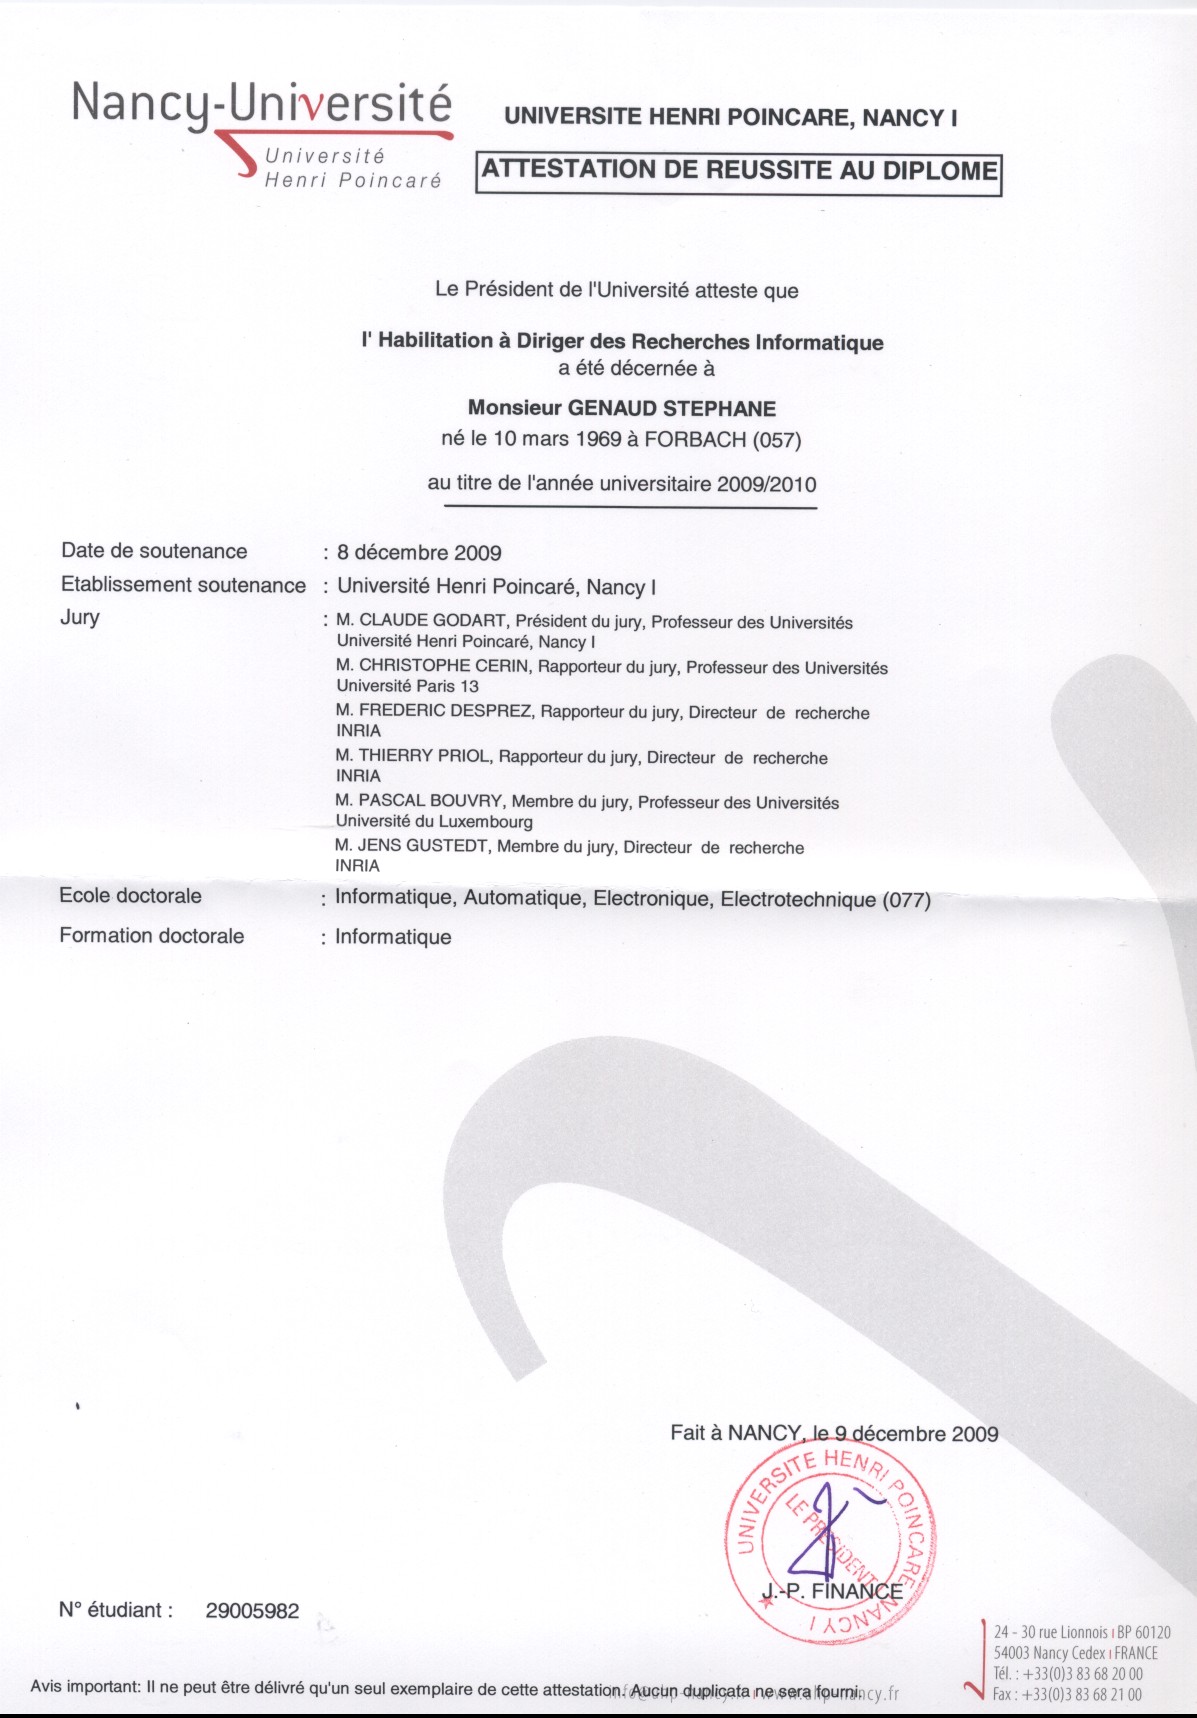 Nancy-Université
Université
Henri Poincaré
UNIVERSITE HENRI POINCARE, NANCY I
ATTESTATION DE REUSSITE AU DIPLOME
Le Président de l'Université atteste que
l' Habilitation à Diriger des Recherches Informatique
a été décernée à
Monsieur GENAUD STEPHANE
né le 10 mars 1969 à FORBACH (057)
au titre de l'année universitaire 2009/2010
Date de soutenance : 8 décembre 2009
Etablissement soutenance : Université Henri Poincaré, Nancy I
Jury : M. CLAUDE GODART, Président du jury, Professeur des Universités
Université Henri Poincaré, Nancy I
M. CHRISTOPHE CERIN, Rapporteur du jury, Professeur des Universités
Université Paris 13
M. FREDERIC DESPREZ, Rapporteur du jury, Directeur de recherche
INRIA
M. THIERRY PRIOL, Rapporteur du jury, Directeur de recherche
INRIA
M. PASCAL BOUVRY, Membre du jury, Professeur des Universités
Université du Luxembourg
M. JENS GUSTEDT, Membre du jury, Directeur de recherche
INRIA
Ecole doctorale : Informatique, Automatique, Electronique, Electrotechnique (077)
Formation doctorale : Informatique
Fait à NANCY, le 9 décembre 2009
UNIVERSITE HENRI POINCARE NANCY I
LE PRESIDENT
J.-P. FINANCE
N° étudiant : 29005982
24 - 30 rue Lionnois I BP 60120
54003 Nancy Cedex I FRANCE
Tél. : +33(0)3 83 68 20 00
Fax : +33(0)3 83 68 21 00
Avis important: Il ne peut être délivré qu'un seul exemplaire de cette attestation. Aucun duplicata ne sera fourni.